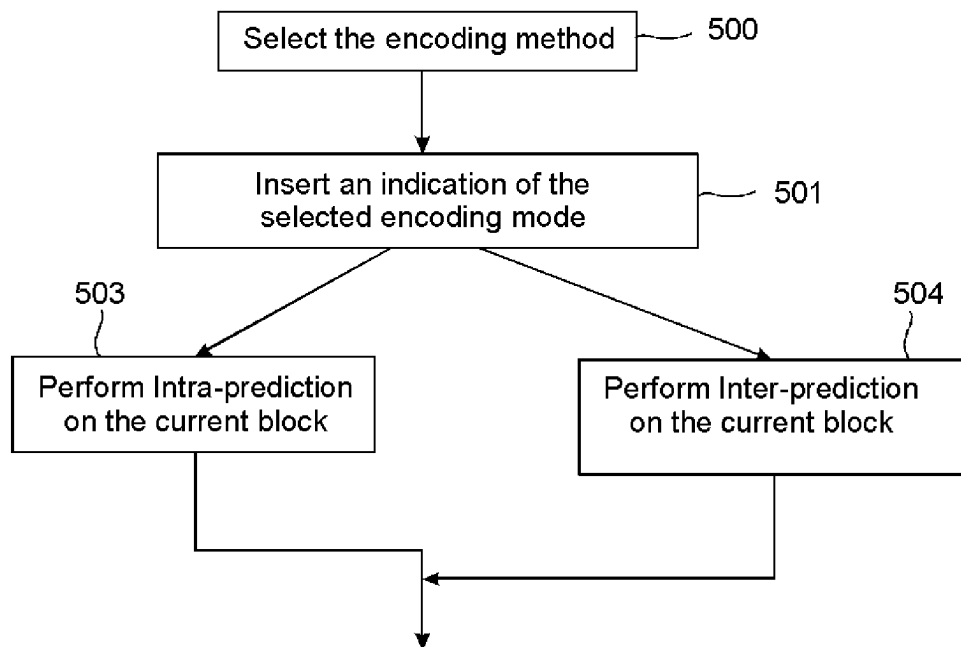 Select the encoding method
500
Insert an indication of the
selected encoding mode
501
503
504
Perform Intra-prediction
on the current block
Perform Inter-prediction
on the current block